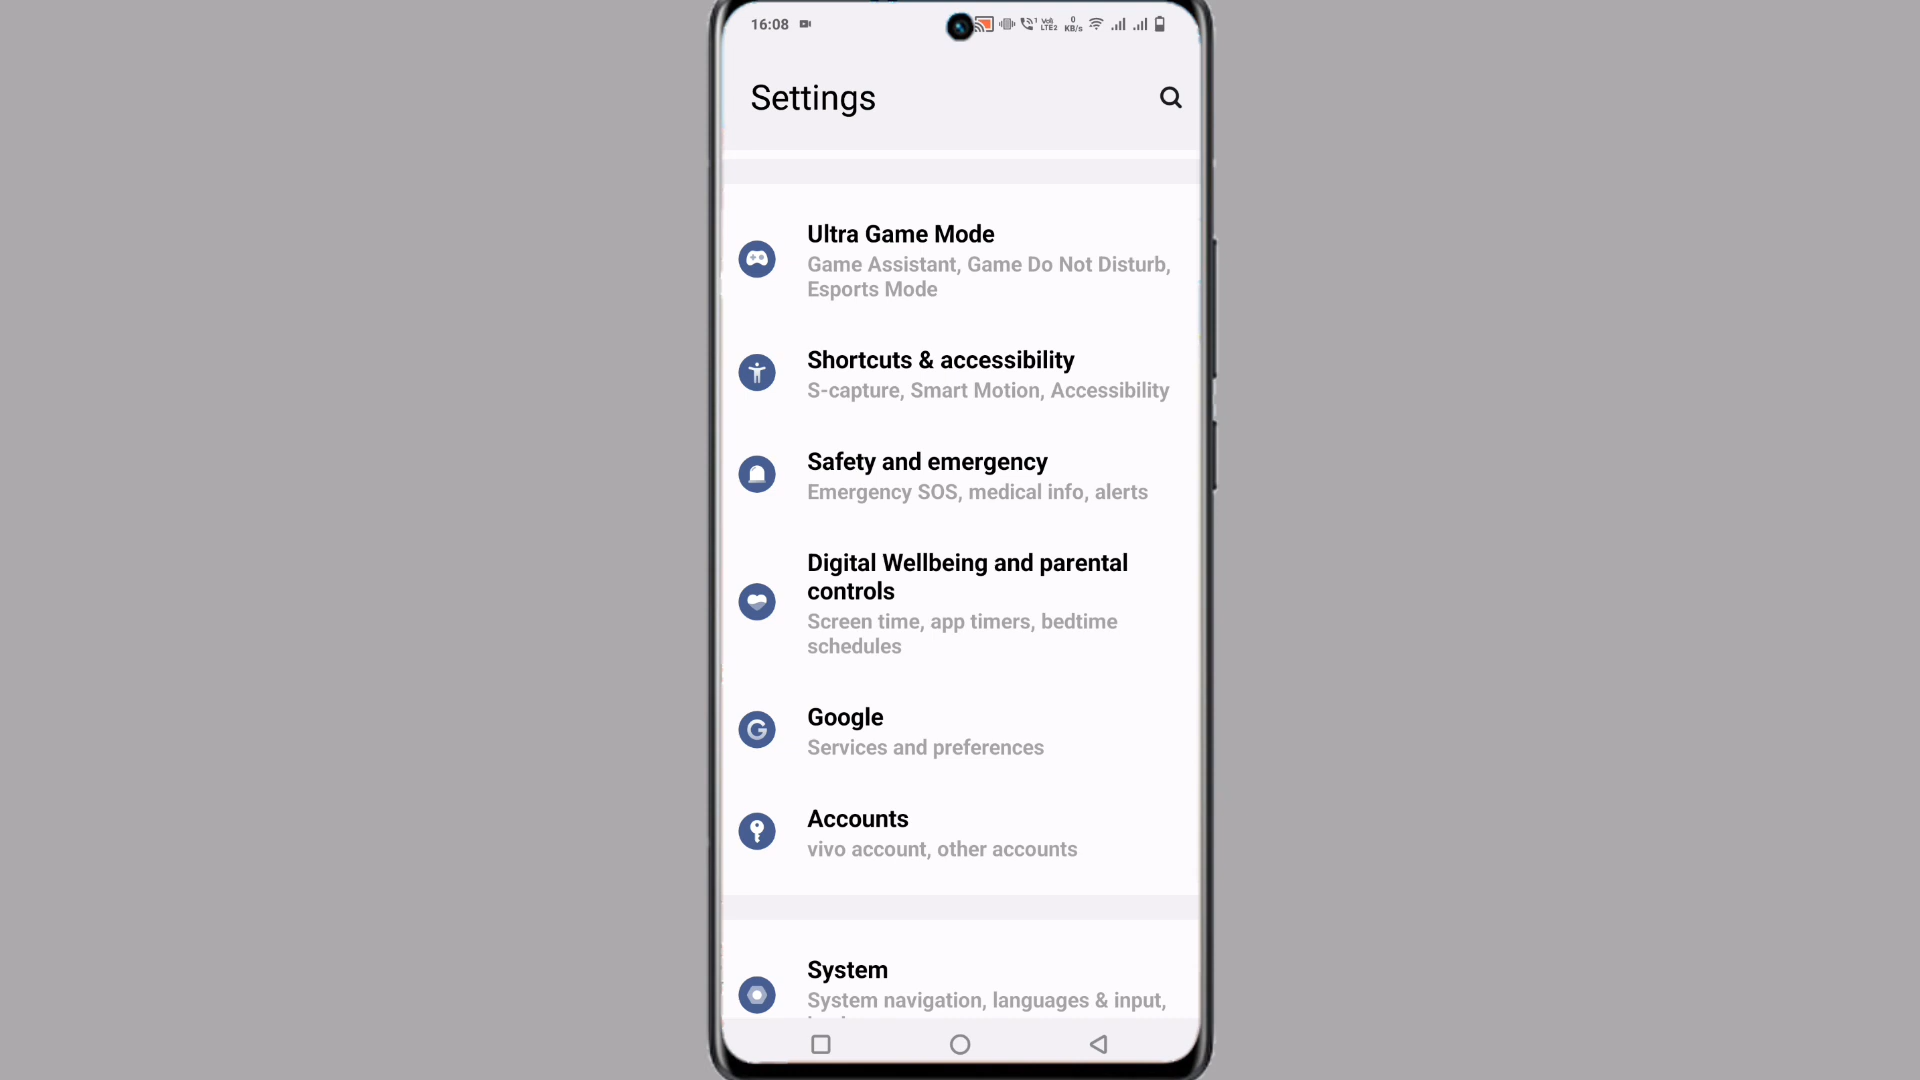 16:08
0
KB/s
Settings
Ultra Game Mode
Game Assistant, Game Do Not Disturb,
Esports Mode
Shortcuts & accessibility
S-capture, Smart Motion, Accessibility
Safety and emergency
Emergency SOS, medical info, alerts
Digital Wellbeing and parental
controls
Screen time, app timers, bedtime
schedules
Google
Services and preferences
Accounts
vivo account, other accounts
System
System navigation, languages & input,